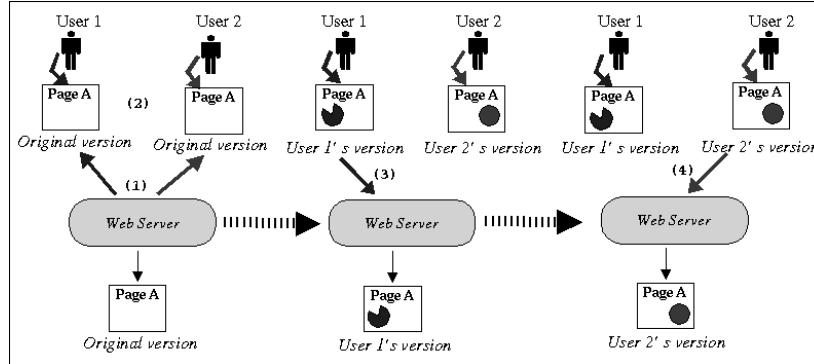 User 1 User 2 User 1 User 2 User 1 User 2
Page A (2) Page A Page A Page A Page A Page A
Original version Original version User 1' s version User 2' s version User 1' s version User 2' s version
(1) (3) (4)
Web Server Web Server Web Server
Page A Page A Page A
Original version User 1's version User 2' s version